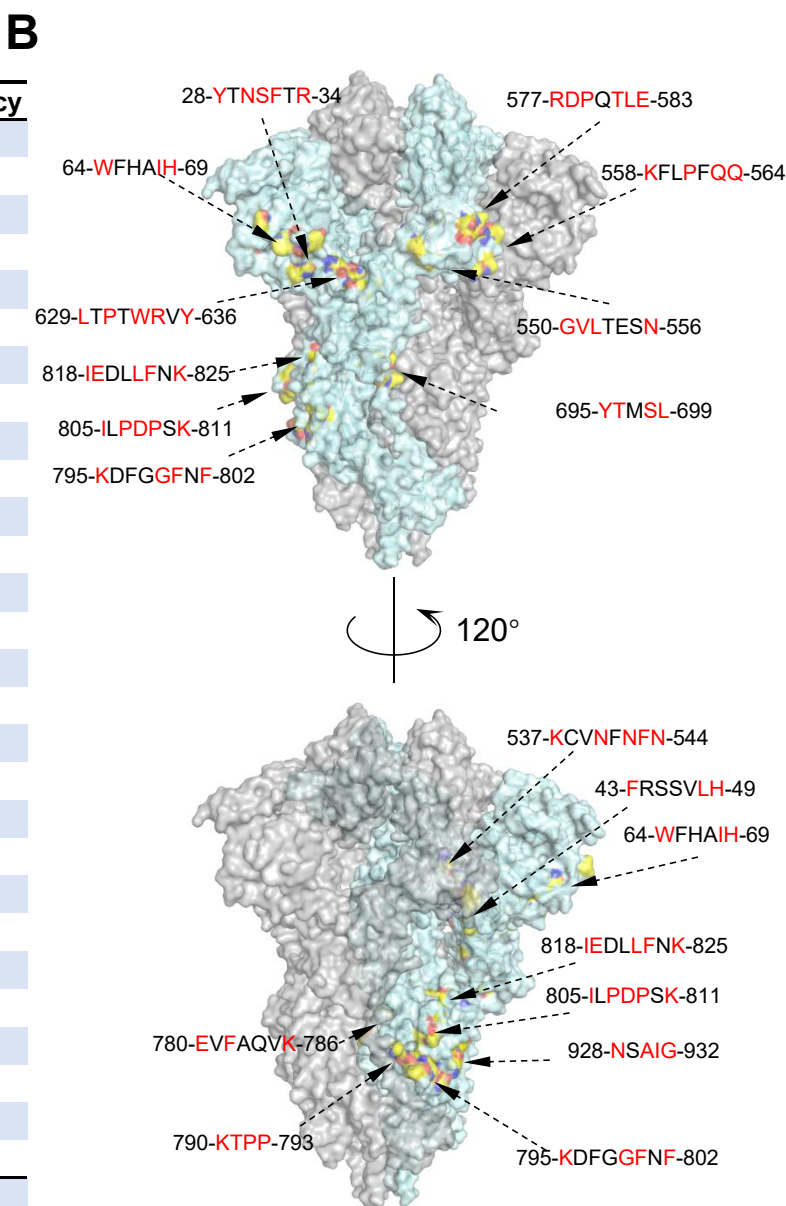 B
cy
28-YTNSFTR-34
577-RDPQTLE-583
64-WFHAIH-69
558-KFLPFQQ-564
629-LTPTWRVY-636
550-GVLTESN-556
818-IEDLLFNK-825
695-YTMSL-699
805-ILPDPSK-811
795-KDFGGFNF-802
120°
537-KCVNFNFN-544
43-FRSSVLH-49
64-WFHAIH-69
818-IEDLLFNK-825
805-ILPDPSK-811
780-EVFAQVK-786
928-NSAIG-932
790-KTPP-793
795-KDFGGFNF-802